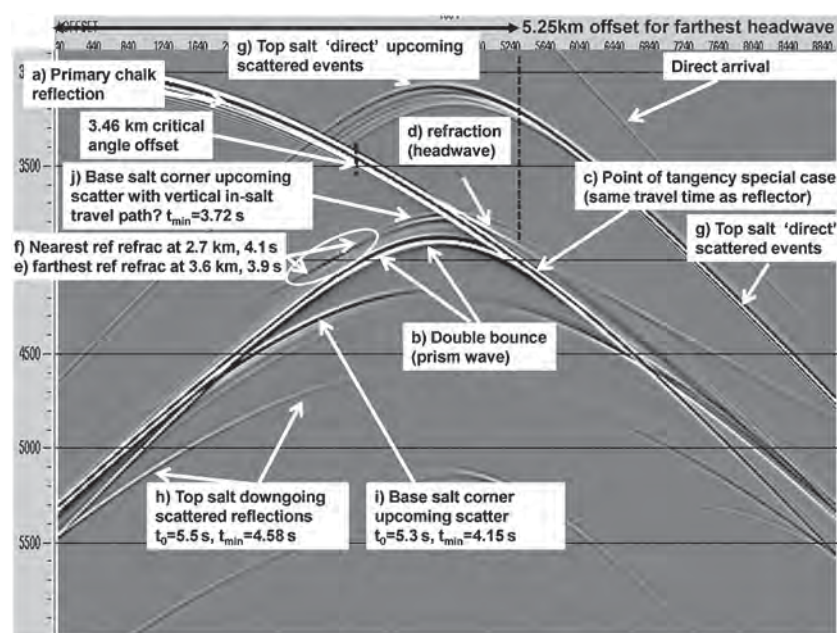 OFFSET
5.25km offset for farthest headwave
440 840 1240 1640 5240 5640 6040 6440 6840 7240 7640 8040 8440 8840
g) Top salt ‘direct’ upcoming
scattered events
a) Primary chalk
reflection
Direct arrival
3.46 km critical
angle offset
d) refraction
(headwave)
3500
j) Base salt corner upcoming
scatter with vertical in-salt
travel path? tmin=3.72 s
c) Point of tangency special case
(same travel time as reflector)
f) Nearest ref refrac at 2.7 km, 4.1 s
e) farthest ref refrac at 3.6 km, 3.9 s
g) Top salt ‘direct’
scattered events
b) Double bounce
(prism wave)
4500
5000
h) Top salt downgoing
scattered reflections
t0=5.5 s, tmin=4.58 s
i) Base salt corner
upcoming scatter
t0=5.3 s, tmin=4.15 s
5500